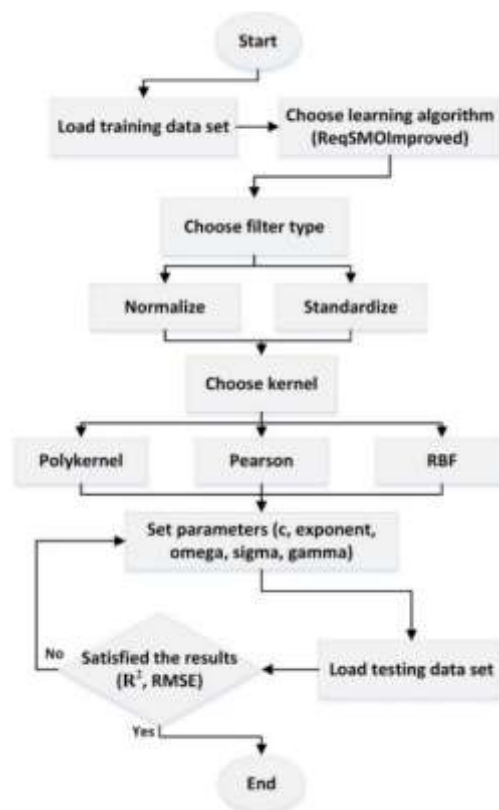 Start
Load training data set
Choose learning algorithm
(ReqSMOImproved)
Choose filter type
Normalize
Standardize
Choose kernel
Polykernel
Pearson
RBF
Set parameters (c, exponent,
omega, sigma, gamma)
No
Satisfied the results
(R², RMSE)
Load testing data set
Yes
End